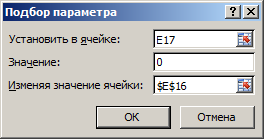 Подбор параметра
Установить в ячейке: E17
Значение: 0
Изменяя значение ячейки: $E$16
ОК Отмена